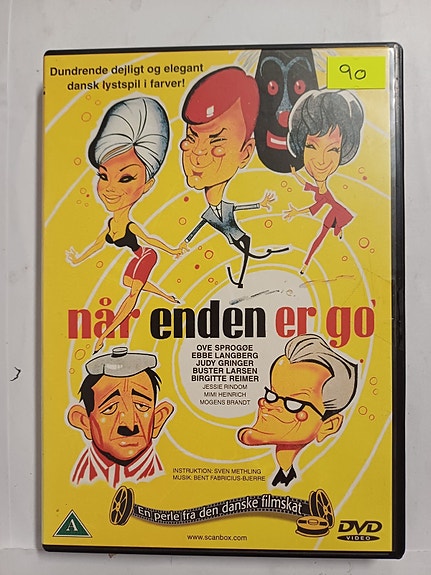 Dundrende dejligt og elegant
dansk lystspil i farver!
90
når enden er go'
OVE SPROGOE
EBBE LANGBERG
JUDY GRINGER
BUSTER LARSEN
BIRGITTE REIMER
JESSIE RINDOM
MIMI HEINRICH
MOGENS BRANDT
INSTRUKTION: SVEN METHLING
MUSIK: BENT FABRICIUS-BJERRE
En perle fra den danske filmskat
A
www.scanbox.com
DVD
VIDEO